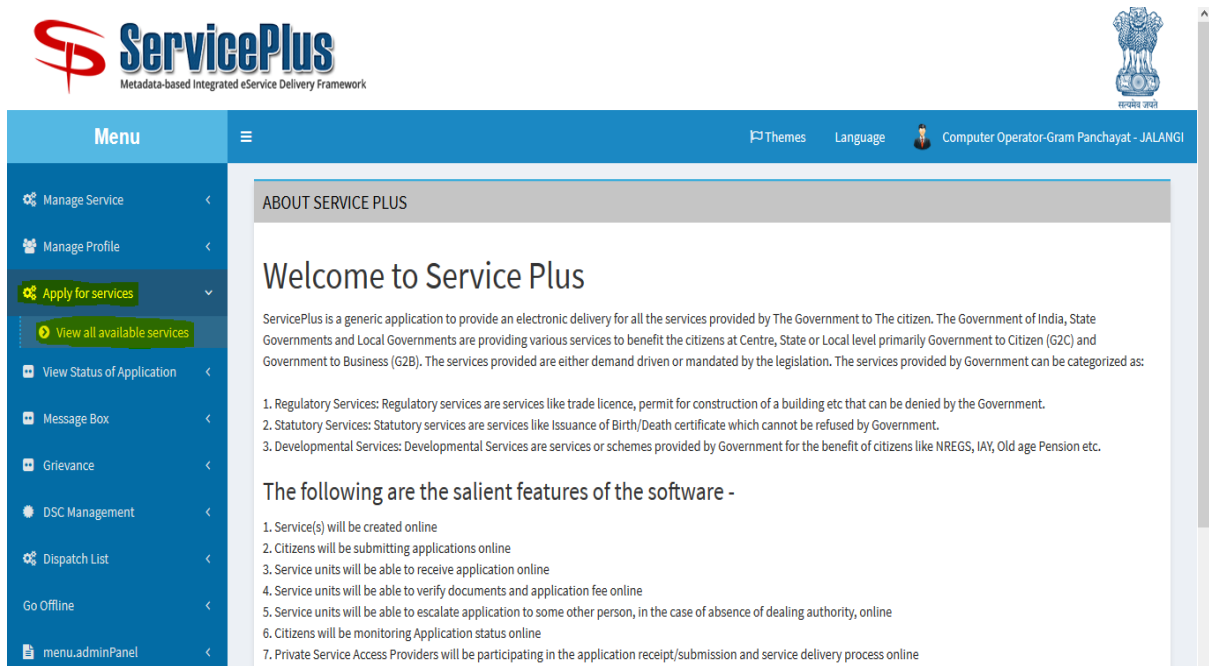 ServicePlus
Metadata-based Integrated eService Delivery Framework
सत्यमेव जयते
Menu
Themes Language Computer Operator-Gram Panchayat - JALANGI
Manage Service
Manage Profile
Apply for services
View all available services
View Status of Application
Message Box
Grievance
DSC Management
Dispatch List
Go Offline
menu.adminPanel
ABOUT SERVICE PLUS
Welcome to Service Plus
ServicePlus is a generic application to provide an electronic delivery for all the services provided by The Government to The citizen. The Government of India, State
Governments and Local Governments are providing various services to benefit the citizens at Centre, State or Local level primarily Government to Citizen (G2C) and
Government to Business (G2B). The services provided are either demand driven or mandated by the legislation. The services provided by Government can be categorized as:
1. Regulatory Services: Regulatory services are services like trade licence, permit for construction of a building etc that can be denied by the Government.
2. Statutory Services: Statutory services are services like Issuance of Birth/Death certificate which cannot be refused by Government.
3. Developmental Services: Developmental Services are services or schemes provided by Government for the benefit of citizens like NREGS, IAY, Old age Pension etc.
The following are the salient features of the software -
1. Service(s) will be created online
2. Citizens will be submitting applications online
3. Service units will be able to receive application online
4. Service units will be able to verify documents and application fee online
5. Service units will be able to escalate application to some other person, in the case of absence of dealing authority, online
6. Citizens will be monitoring Application status online
7. Private Service Access Providers will be participating in the application receipt/submission and service delivery process online